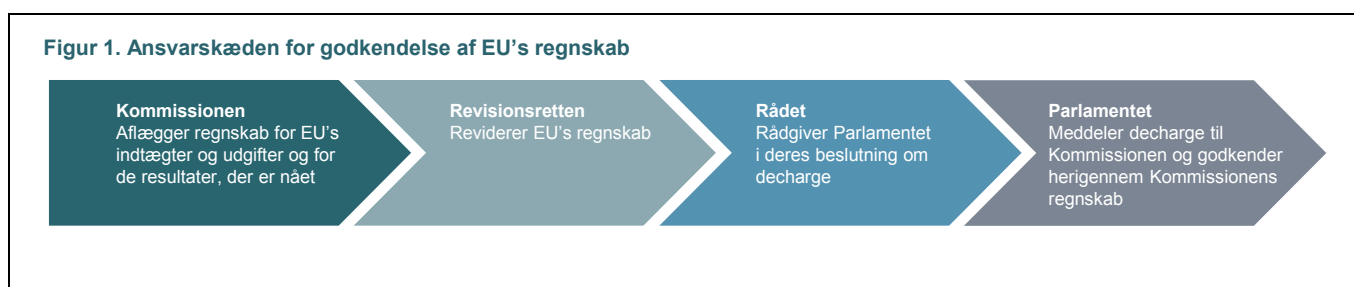 Figur 1. Ansvarskæden for godkendelse af EU's regnskab
Kommissionen
Aflægger regnskab for EU's
indtægter og udgifter og for
de resultater, der er nået
Revisionsretten
Reviderer EU's regnskab
Rådet
Rådgiver Parlamentet
i deres beslutning om
decharge
Parlamentet
Meddeler decharge til
Kommissionen og godkender
herigennem Kommissionens
regnskab